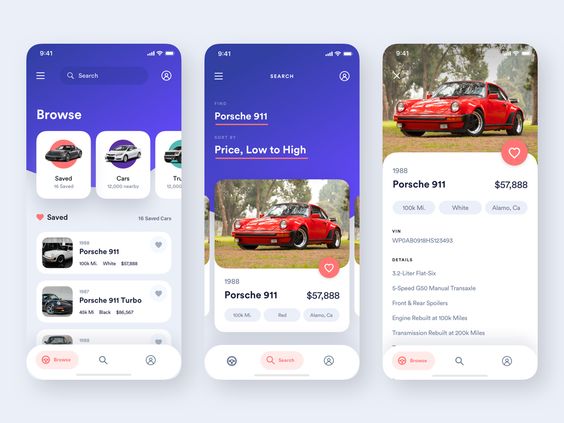 9:41
Search
Browse
Saved
16 Saved
Cars
12,000 nearby
Tru
12,0
Saved
16 Saved Cars
1988
Porsche 911
100k Mi. White $57,888
1987
Porsche 911 Turbo
45k Mi. Black $86,567
1988
Browse
9:41
SEARCH
FIND
Porsche 911
SORT BY
Price, Low to High
1988
Porsche 911
$57,888
100k Mi.
Red
Alamo, Ca
Search
9:41
1988
Porsche 911
$57,888
100k Mi.
White
Alamo, Ca
VIN
WP0AB0918HS123493
DETAILS
3.2-Liter Flat-Six
5-Speed G50 Manual Transaxle
Front & Rear Spoilers
Engine Rebuilt at 100k Miles
Transmission Rebuilt at 200k Miles
Browse